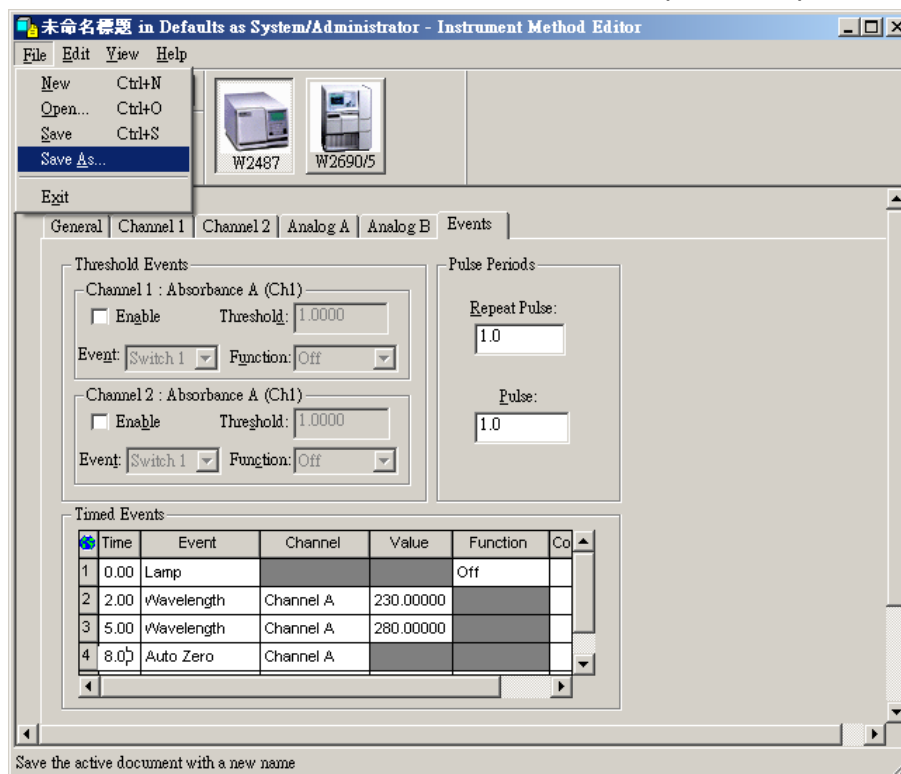 未命名標題 in Defaults as System/Administrator - Instrument Method Editor
File Edit View Help
New Ctrl+N
Open... Ctrl+O
Save Ctrl+S
Save As...
Exit
W2487 W2690/5
General Channel 1 Channel 2 Analog A Analog B Events
Threshold Events
Channel 1 : Absorbance A (Ch1)
Enable Threshold: 1.0000
Event: Switch 1 Function: Off
Channel 2 : Absorbance A (Ch1)
Enable Threshold: 1.0000
Event: Switch 1 Function: Off
Pulse Periods
Repeat Pulse:
1.0
Pulse:
1.0
Timed Events
Time Event Channel Value Function Co
1 0.00 Lamp Off
2 2.00 Wavelength Channel A 230.00000
3 5.00 Wavelength Channel A 280.00000
4 8.0 Auto Zero Channel A
Save the active document with a new name